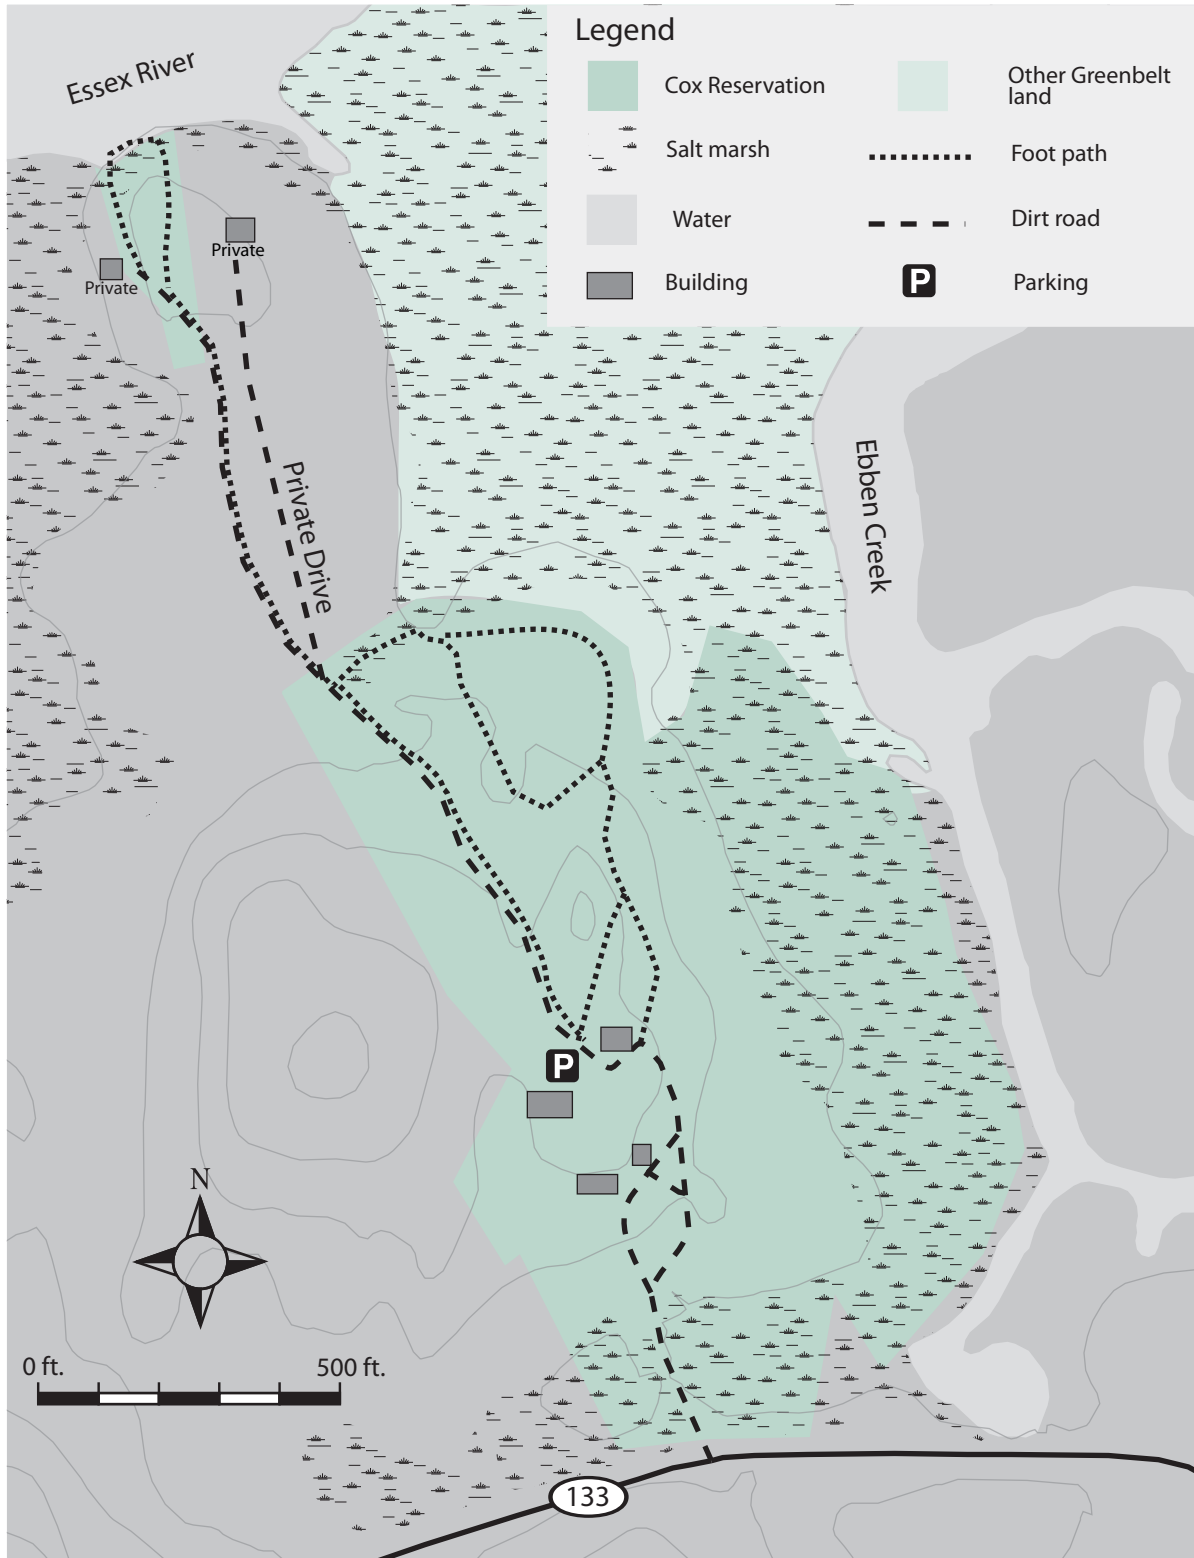 Legend
Essex River
Cox Reservation
Other Greenbelt
land
Salt marsh
Foot path
Water
Dirt road
Building
P
Parking
Private
Private
Private Drive
Ebben Creek
P
N
0 ft.
500 ft.
133